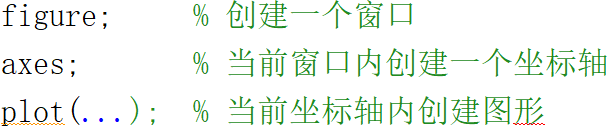 figure;     % 创建一个窗口
axes;       % 当前窗口内创建一个坐标轴
plot(...);  % 当前坐标轴内创建图形